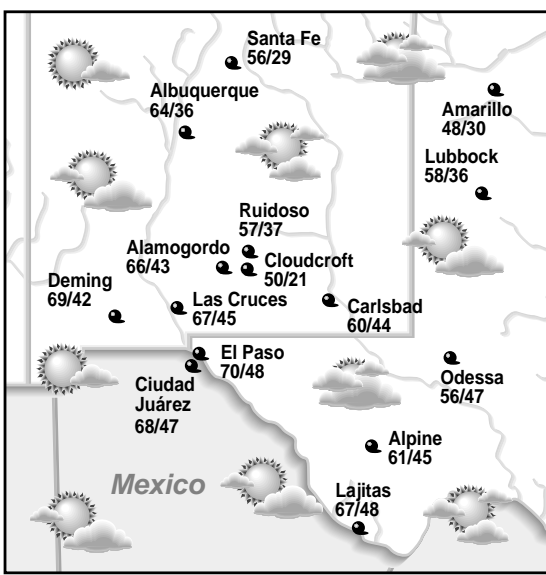 Santa Fe
56/29
Albuquerque
64/36
Amarillo
48/30
Lubbock
58/36
Ruidoso
57/37
Alamogordo
66/43
Cloudcroft
50/21
Deming
69/42
Las Cruces
67/45
Carlsbad
60/44
El Paso
70/48
Ciudad
Juárez
68/47
Odessa
56/47
Alpine
61/45
Mexico
Lajitas
67/48